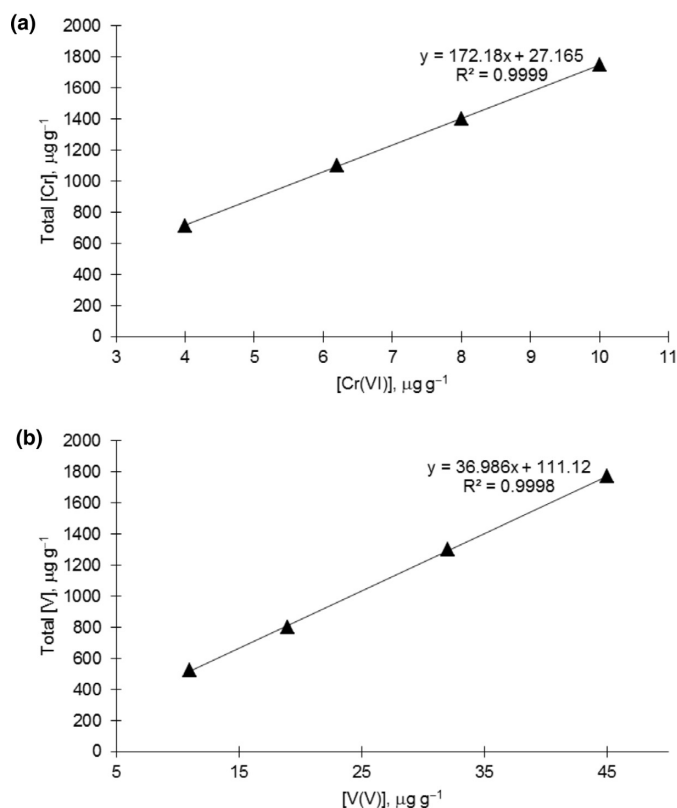 (a)
y = 172.18x + 27.165
R² = 0.9999
Total [Cr], µg g⁻¹
2000
1800
1600
1400
1200
1000
800
600
400
200
0
3 4 5 6 7 8 9 10 11
[Cr(VI)], µg g⁻¹
(b)
y = 36.986x + 111.12
R² = 0.9998
Total [V], µg g⁻¹
2000
1800
1600
1400
1200
1000
800
600
400
200
0
5 15 25 35 45
[V(V)], µg g⁻¹